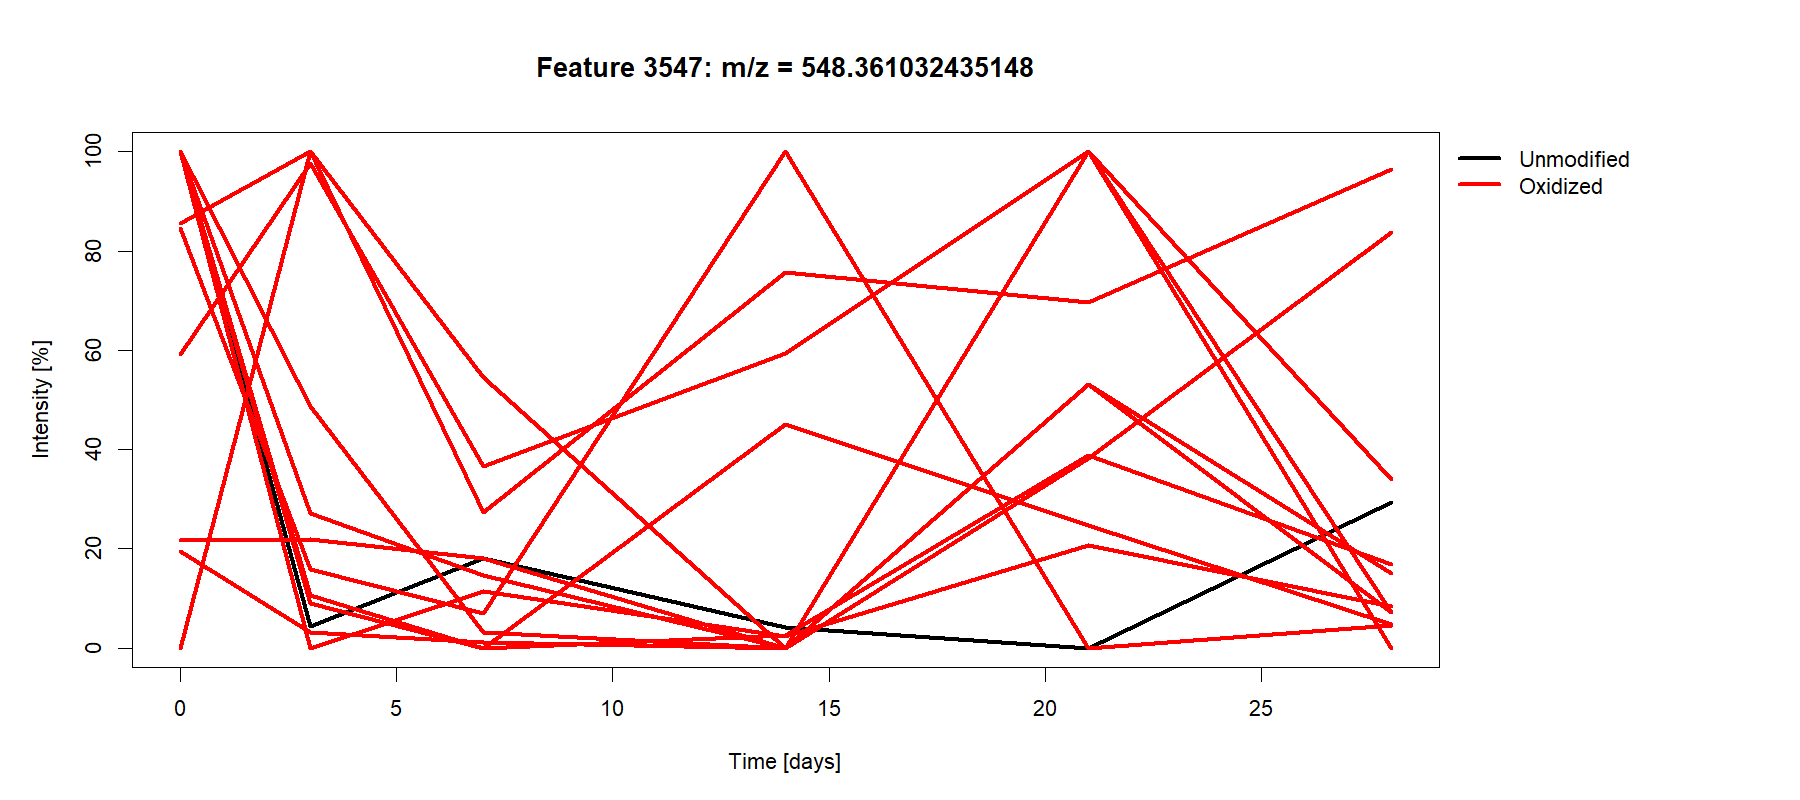 Feature 3547: m/z = 548.361032435148
Unmodified
Oxidized
Intensity [%]
100
80
60
40
20
0
0 5 10 15 20 25
Time [days]